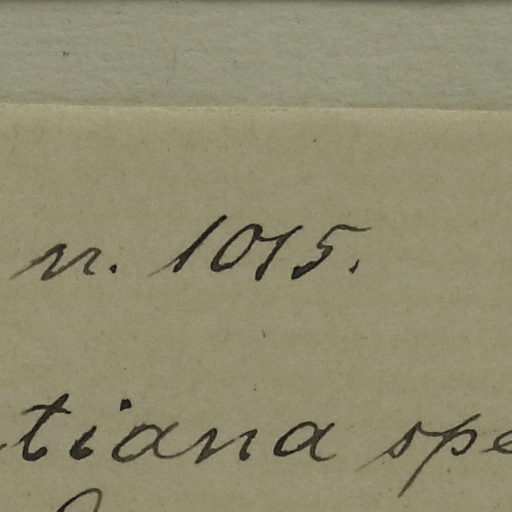 n. 1015.
tiana spe